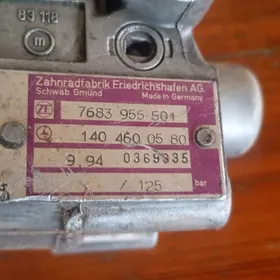 83 118
m
Zahnradfabrik Friedrichshafen AG.
Schwäb. Gmünd Made in Germany
ZF 7683 955 501
140 460 05 80
9.94 0369335
/ 125 bar